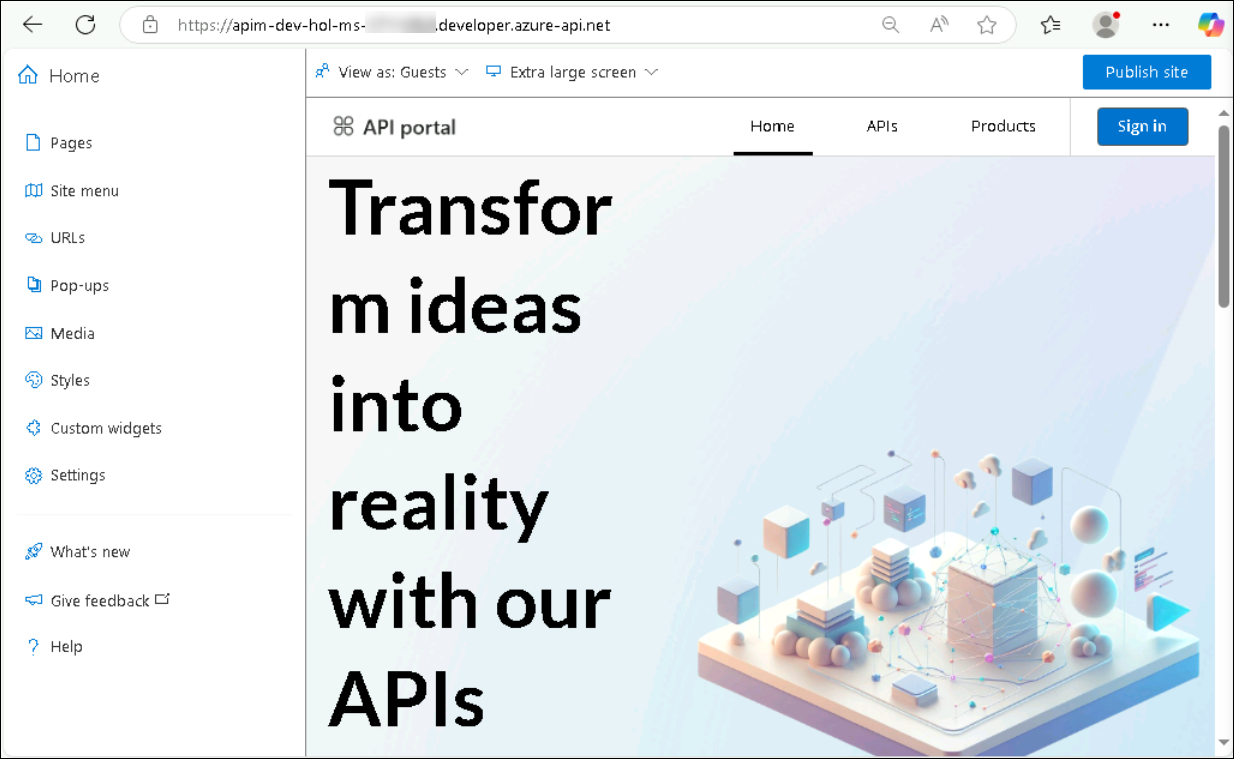 https://apim-dev-hol-ms- .developer.azure-api.net
Home
View as: Guests
Extra large screen
Publish site
API portal
Home
APIs
Products
Sign in
Pages
Site menu
URLs
Pop-ups
Media
Styles
Custom widgets
Settings
What's new
Give feedback
Help
Transfor
m ideas
into
reality
with our
APIs